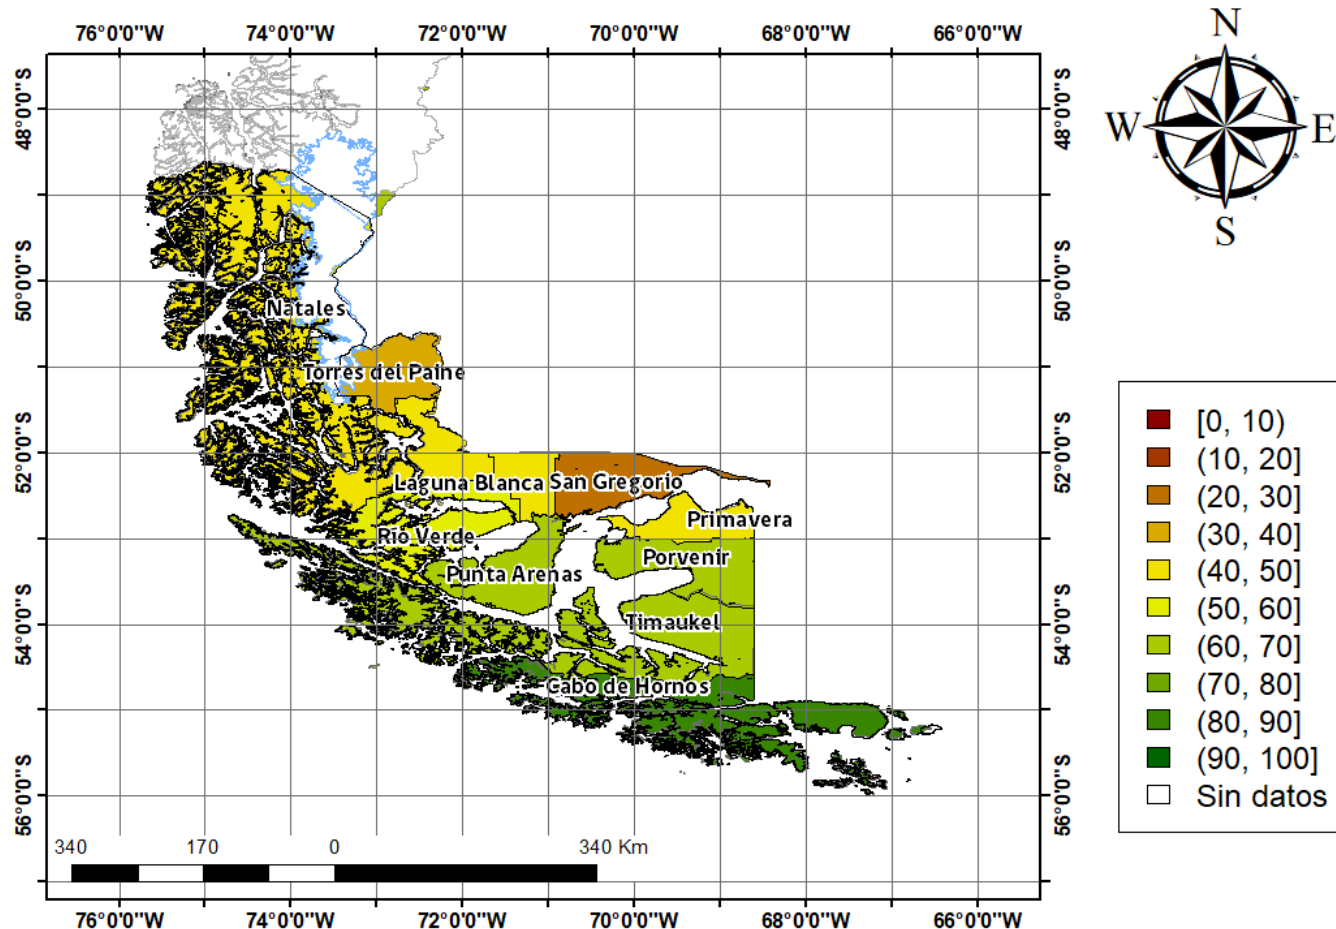 76°0'0"W 74°0'0"W 72°0'0"W 70°0'0"W 68°0'0"W 66°0'0"W
N
W E
S
48°0'0"S 48°0'0"S
50°0'0"S 50°0'0"S
52°0'0"S 52°0'0"S
54°0'0"S 54°0'0"S
56°0'0"S 56°0'0"S
Natales
Torres del Paine
Laguna Blanca San Gregorio
Primavera
Río Verde
Porvenir
Punta Arenas
Timaukel
Cabo de Hornos
[0, 10)
(10, 20]
(20, 30]
(30, 40]
(40, 50]
(50, 60]
(60, 70]
(70, 80]
(80, 90]
(90, 100]
Sin datos
340 170 0 340 Km
76°0'0"W 74°0'0"W 72°0'0"W 70°0'0"W 68°0'0"W 66°0'0"W